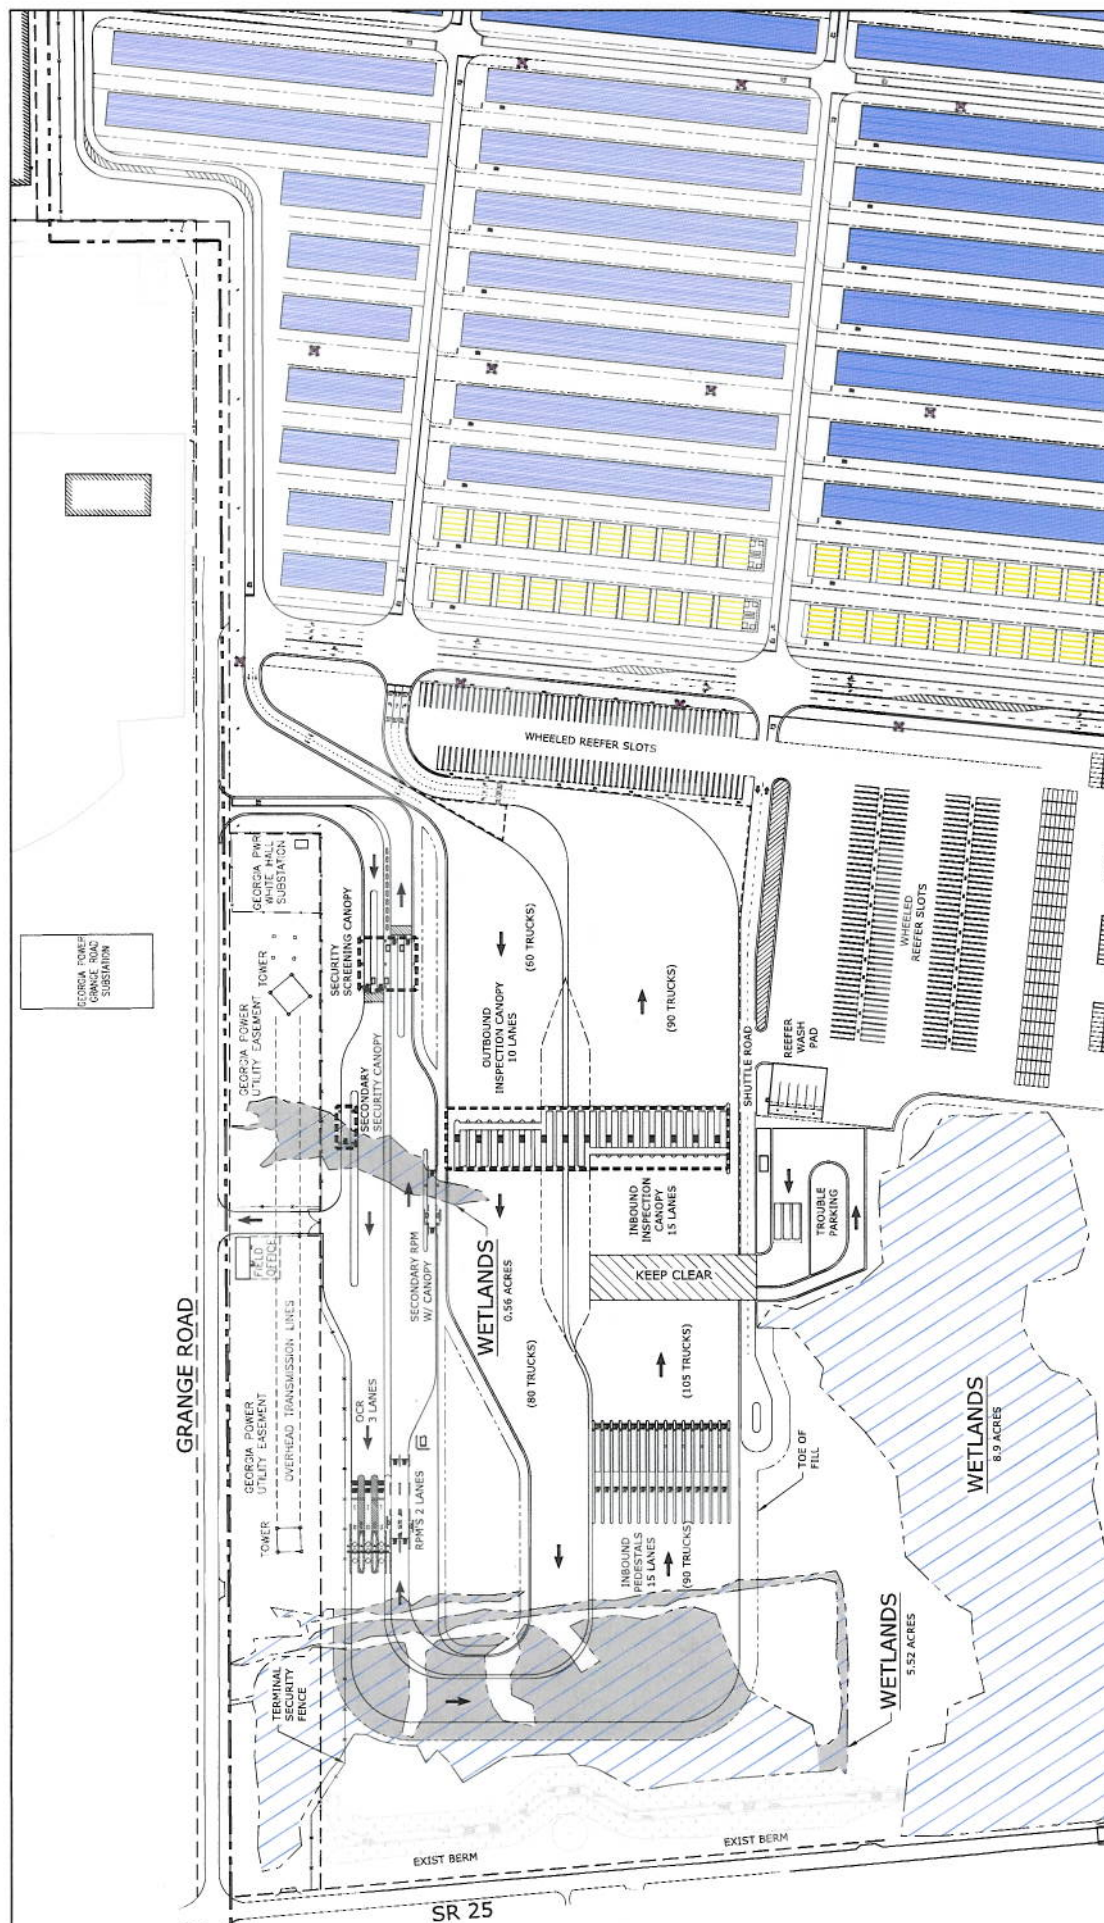 WHEELED REEFER SLOTS
GEORGIA PWR
WHITE HALL
SUBSTATION
GEORGIA POWER
GRANGE ROAD
SUBSTATION
TOWER
GEORGIA POWER
UTILITY EASEMENT
SECURITY
SCREENING CANOPY
SECONDARY
SECURITY CANOPY
(60 TRUCKS)
OUTBOUND
INSPECTION CANOPY
10 LANES
(90 TRUCKS)
SHUTTLE ROAD
WHEELED
REEFER SLOTS
REEFER
WASH
PAD
INBOUND
INSPECTION
CANOPY
15 LANES
TROUBLE
PARKING
KEEP CLEAR
FIELD
OFFICE
SECONDARY RPM
W/ CANOPY
WETLANDS
0.56 ACRES
GRANGE ROAD
GEORGIA POWER
UTILITY EASEMENT
OVERHEAD TRANSMISSION LINES
OCR
3 LANES
(80 TRUCKS)
(105 TRUCKS)
WETLANDS
8.9 ACRES
TOE OF
FILL
TOWER
RPM'S 2 LANES
INBOUND
PEDESTALS
15 LANES
(90 TRUCKS)
TERMINAL
SECURITY
FENCE
WETLANDS
5.52 ACRES
EXIST BERM
EXIST BERM
SR 25